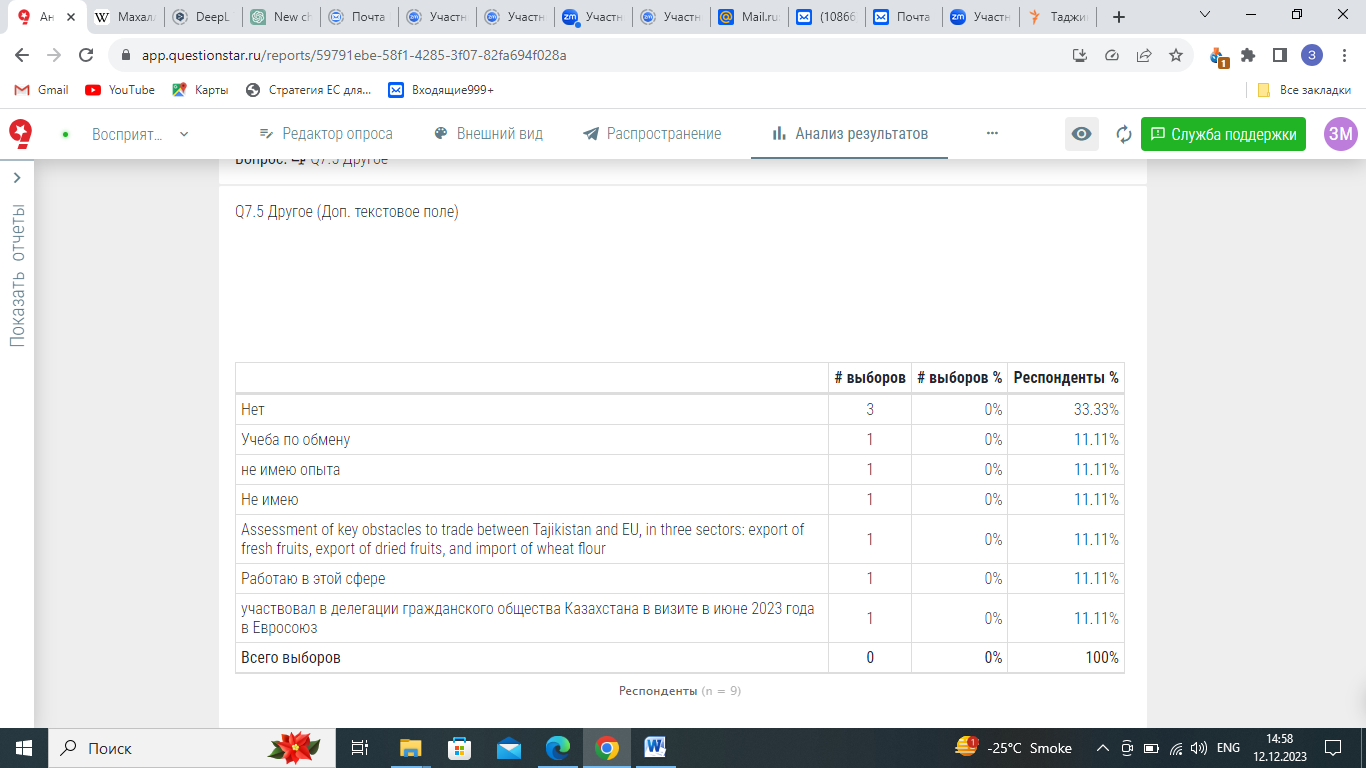 Ан
Махал
DeepL
New ch
Почта
Участн
Участн
Участн
Участн
Mail.ru
(1086
Почта
Участн
Таджи
app.questionstar.ru/reports/59791ebe-58f1-4285-3f07-82fa694f028a
1
З
Gmail
YouTube
Карты
Стратегия ЕС для...
Входящие999+
Все закладки
Восприят...
Редактор опроса
Внешний вид
Распространение
Анализ результатов
Служба поддержки
ЗМ
Показать отчеты
Вопрос: Q7.5 Другое
Q7.5 Другое (Доп. текстовое поле)
# выборов # выборов % Респонденты %
Нет 3 0% 33.33%
Учеба по обмену 1 0% 11.11%
не имею опыта 1 0% 11.11%
Не имею 1 0% 11.11%
Assessment of key obstacles to trade between Tajikistan and EU, in three sectors: export of
fresh fruits, export of dried fruits, and import of wheat flour 1 0% 11.11%
Работаю в этой сфере 1 0% 11.11%
участвовал в делегации гражданского общества Казахстана в визите в июне 2023 года
в Евросоюз 1 0% 11.11%
Всего выборов 0 0% 100%
Респонденты (n = 9)
Поиск
1
-25°C Smoke
ENG
14:58
12.12.2023